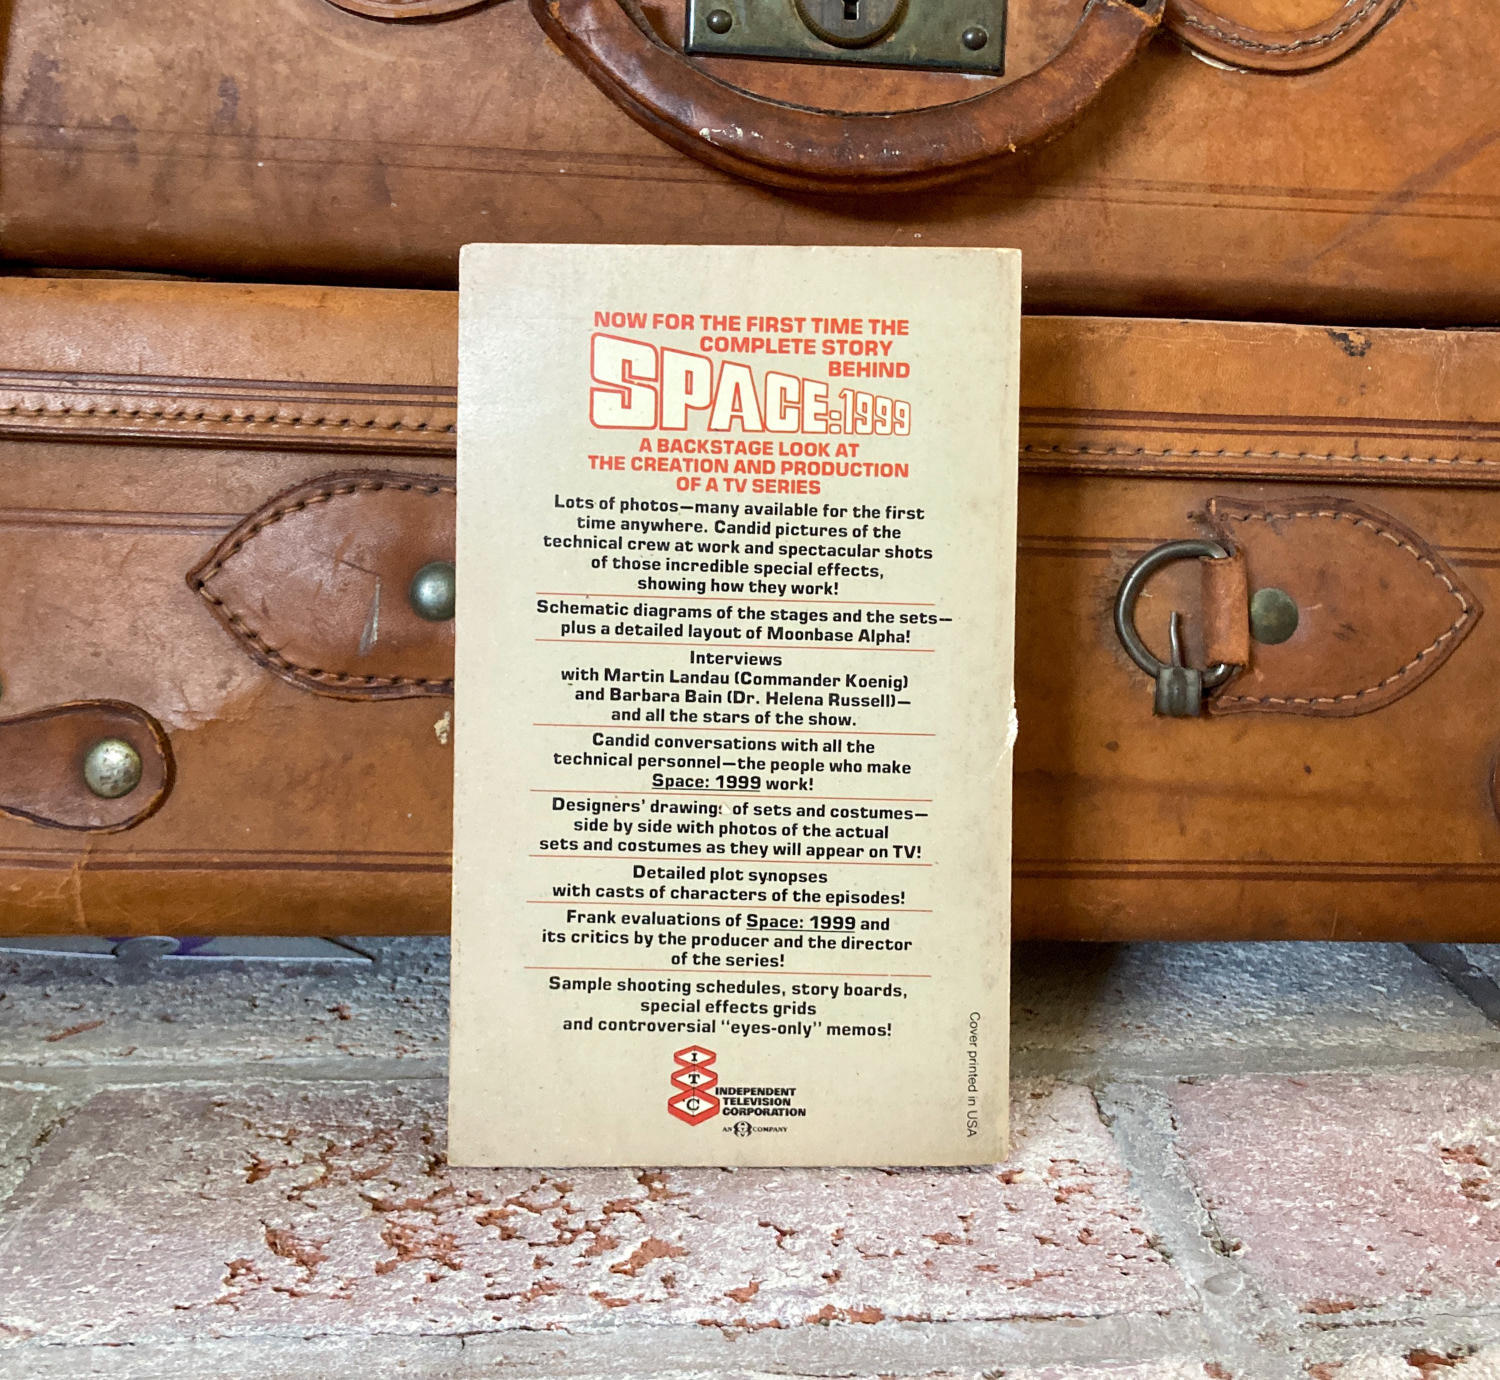 NOW FOR THE FIRST TIME THE
COMPLETE STORY
BEHIND
SPACE:1999
A BACKSTAGE LOOK AT
THE CREATION AND PRODUCTION
OF A TV SERIES
Lots of photos—many available for the first
time anywhere. Candid pictures of the
technical crew at work and spectacular shots
of those incredible special effects,
showing how they work!
Schematic diagrams of the stages and the sets—
plus a detailed layout of Moonbase Alpha!
Interviews
with Martin Landau (Commander Koenig)
and Barbara Bain (Dr. Helena Russell)—
and all the stars of the show.
Candid conversations with all the
technical personnel—the people who make
Space: 1999 work!
Designers' drawings of sets and costumes—
side by side with photos of the actual
sets and costumes as they will appear on TV!
Detailed plot synopses
with casts of characters of the episodes!
Frank evaluations of Space: 1999 and
its critics by the producer and the director
of the series!
Sample shooting schedules, story boards,
special effects grids
and controversial "eyes-only" memos!
I
T
C
INDEPENDENT
TELEVISION
CORPORATION
AN COMPANY
Cover printed in USA